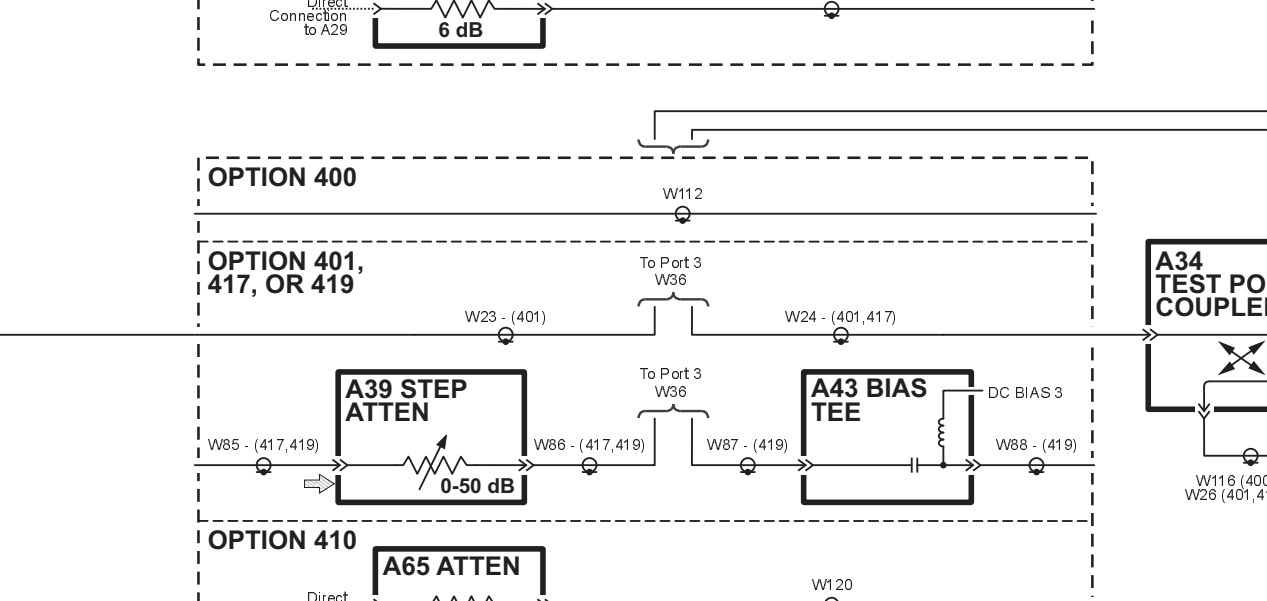 Direct
Connection
to A29
6 dB
OPTION 400
W112
OPTION 401,
417, OR 419
To Port 3
W36
W23 - (401)
W24 - (401,417)
A34
TEST PO
COUPLE
A39 STEP
ATTEN
To Port 3
W36
A43 BIAS
TEE
DC BIAS 3
W85 - (417,419)
W86 - (417,419)
W87 - (419)
W88 - (419)
0-50 dB
W116 (400
W26 (401,4
OPTION 410
A65 ATTEN
W120
Direct